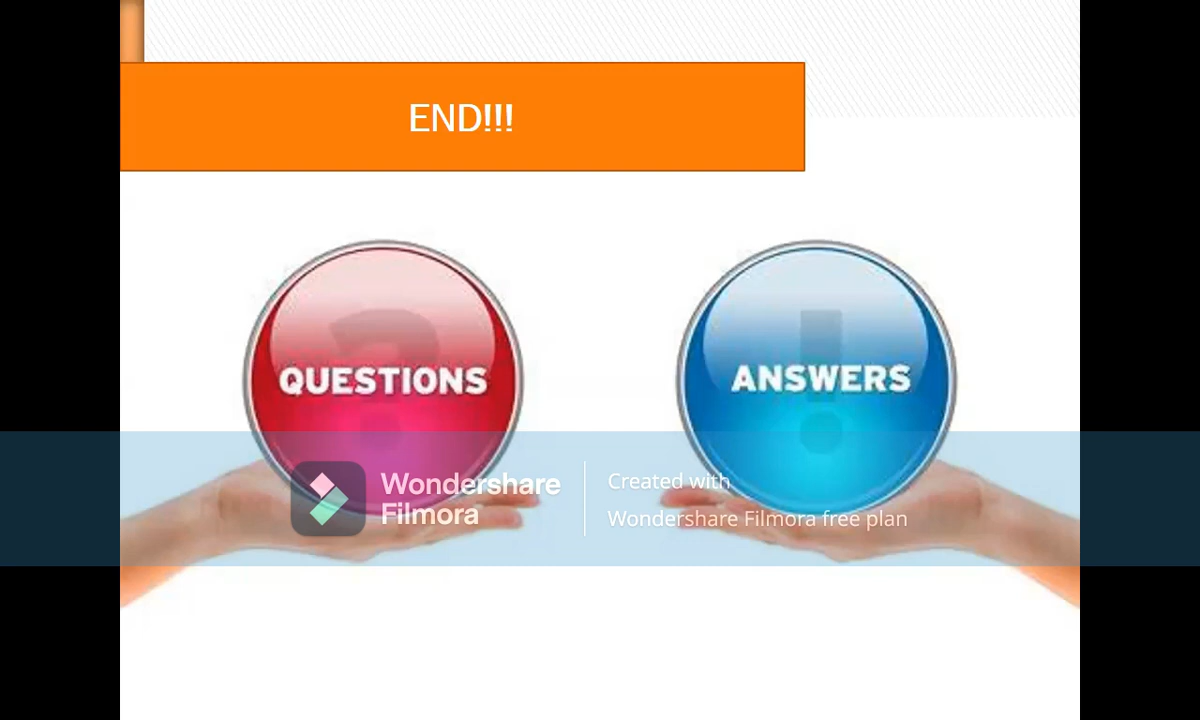 END!!!
QUESTIONS
ANSWERS
Wondershare
Filmora
Created with
Wondershare Filmora free plan